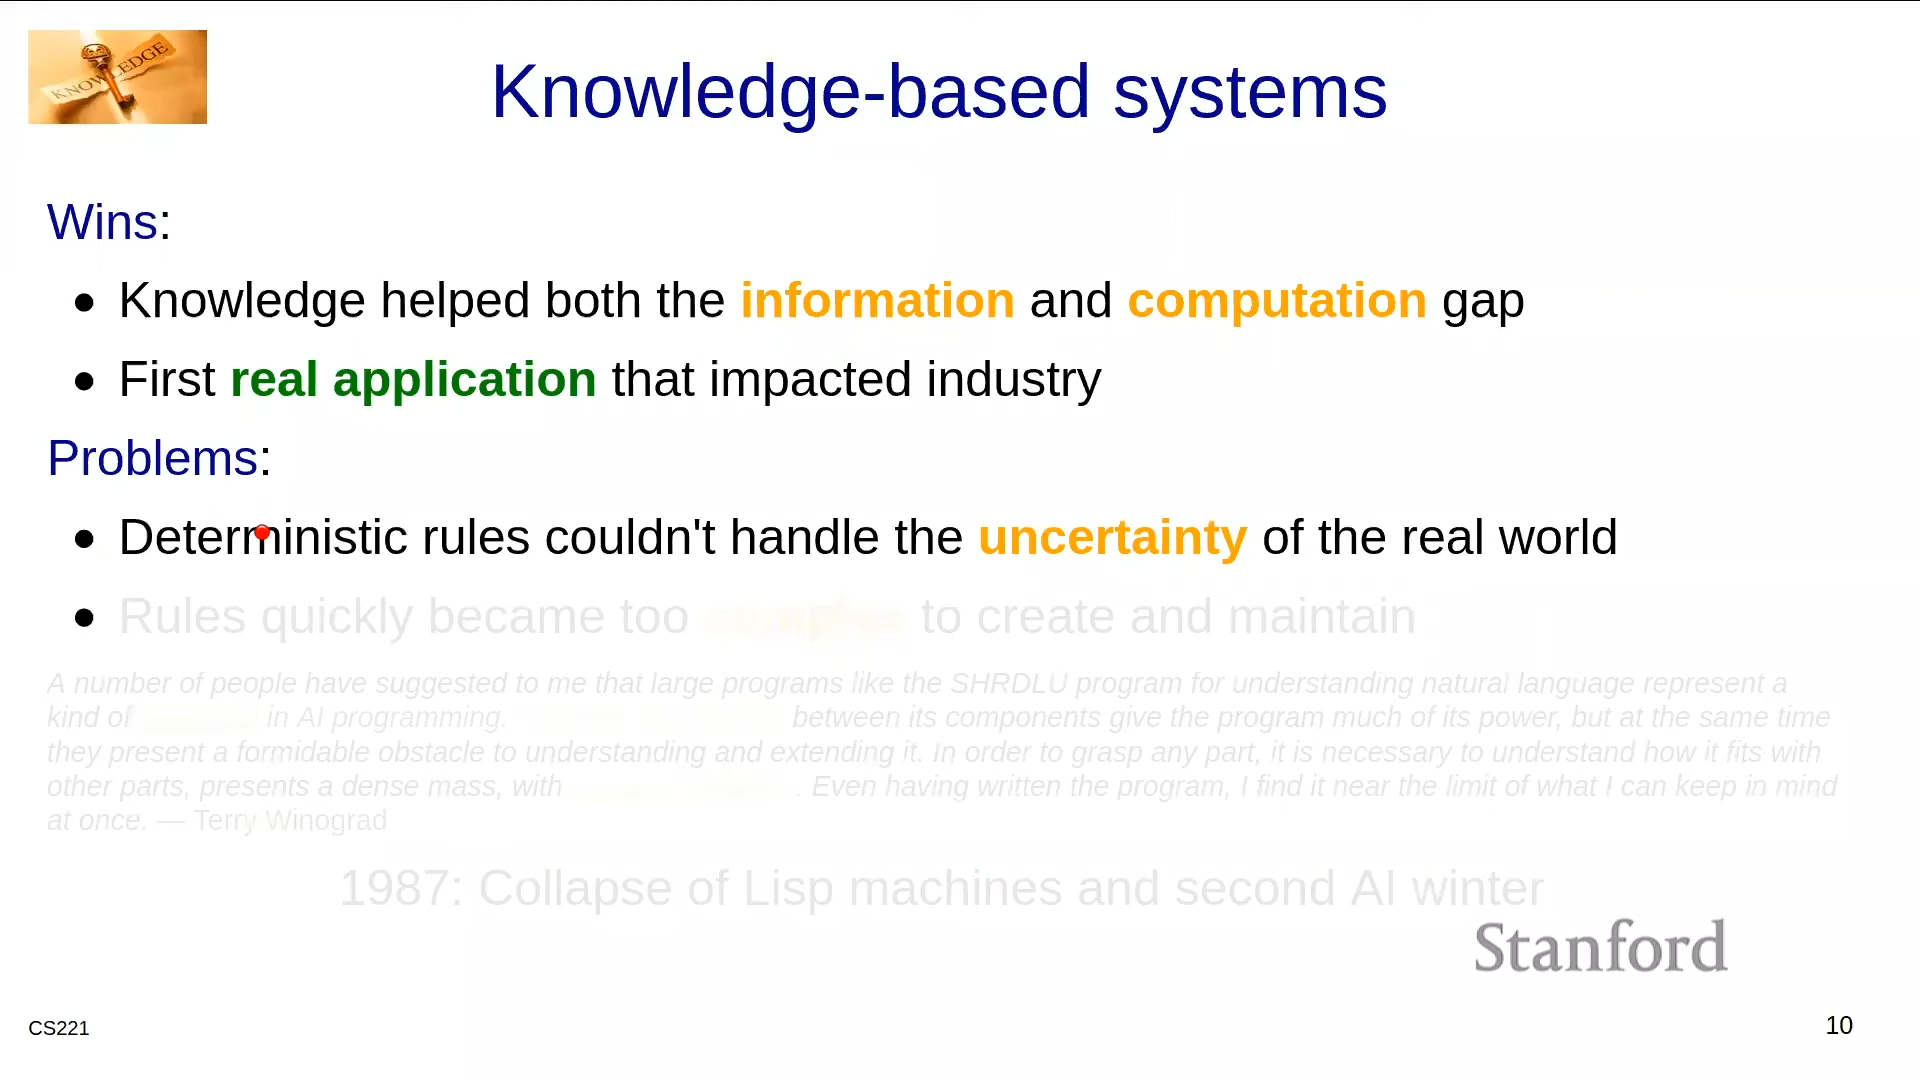 KNOWLEDGE
Knowledge-based systems
Wins:
• Knowledge helped both the information and computation gap
• First real application that impacted industry
Problems:
• Deterministic rules couldn't handle the uncertainty of the real world
• Rules quickly became too to create and maintain
A number of people have suggested to me that large programs like the SHRDLU program for understanding natural language represent a
kind of in AI programming. between its components give the program much of its power, but at the same time
they present a formidable obstacle to understanding and extending it. In order to grasp any part, it is necessary to understand how it fits with
other parts, presents a dense mass, with . Even having written the program, I find it near the limit of what I can keep in mind
at once. — Terry Winograd
1987: Collapse of Lisp machines and second AI winter
Stanford
CS221
10